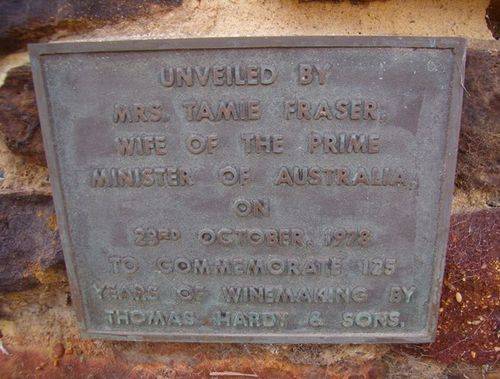 UNVEILED BY
MRS. TAMIE FRASER,
WIFE OF THE PRIME
MINISTER OF AUSTRALIA,
ON
23RD OCTOBER, 1978
TO COMMEMORATE 125
YEARS OF WINEMAKING BY
THOMAS HARDY & SONS.